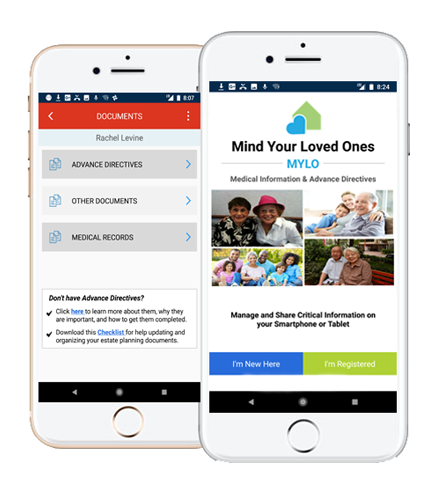 8:07
DOCUMENTS
Rachel Levine
ADVANCE DIRECTIVES
OTHER DOCUMENTS
MEDICAL RECORDS
Don't have Advance Directives?
Click here to learn more about them, why they
are important, and how to get them completed.
Download this Checklist for help updating and
organizing your estate planning documents.
8:24
Mind Your Loved Ones
MYLO
Medical Information & Advance Directives
Manage and Share Critical Information on
your Smartphone or Tablet
I'm New Here
I'm Registered